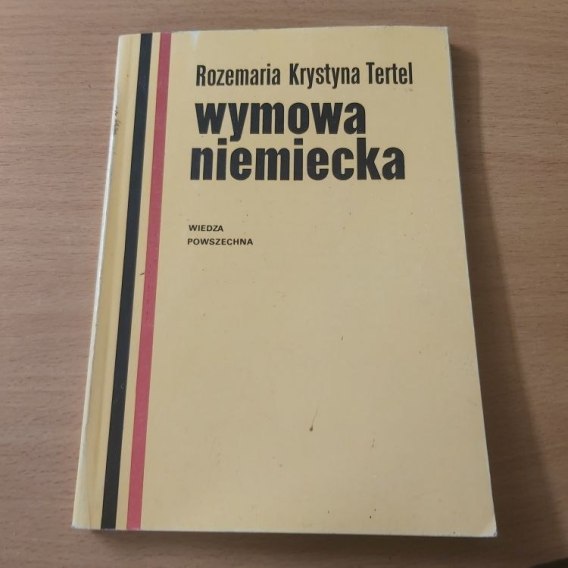 Rozemaria Krystyna Tertel
wymowa
niemiecka
WIEDZA
POWSZECHNA